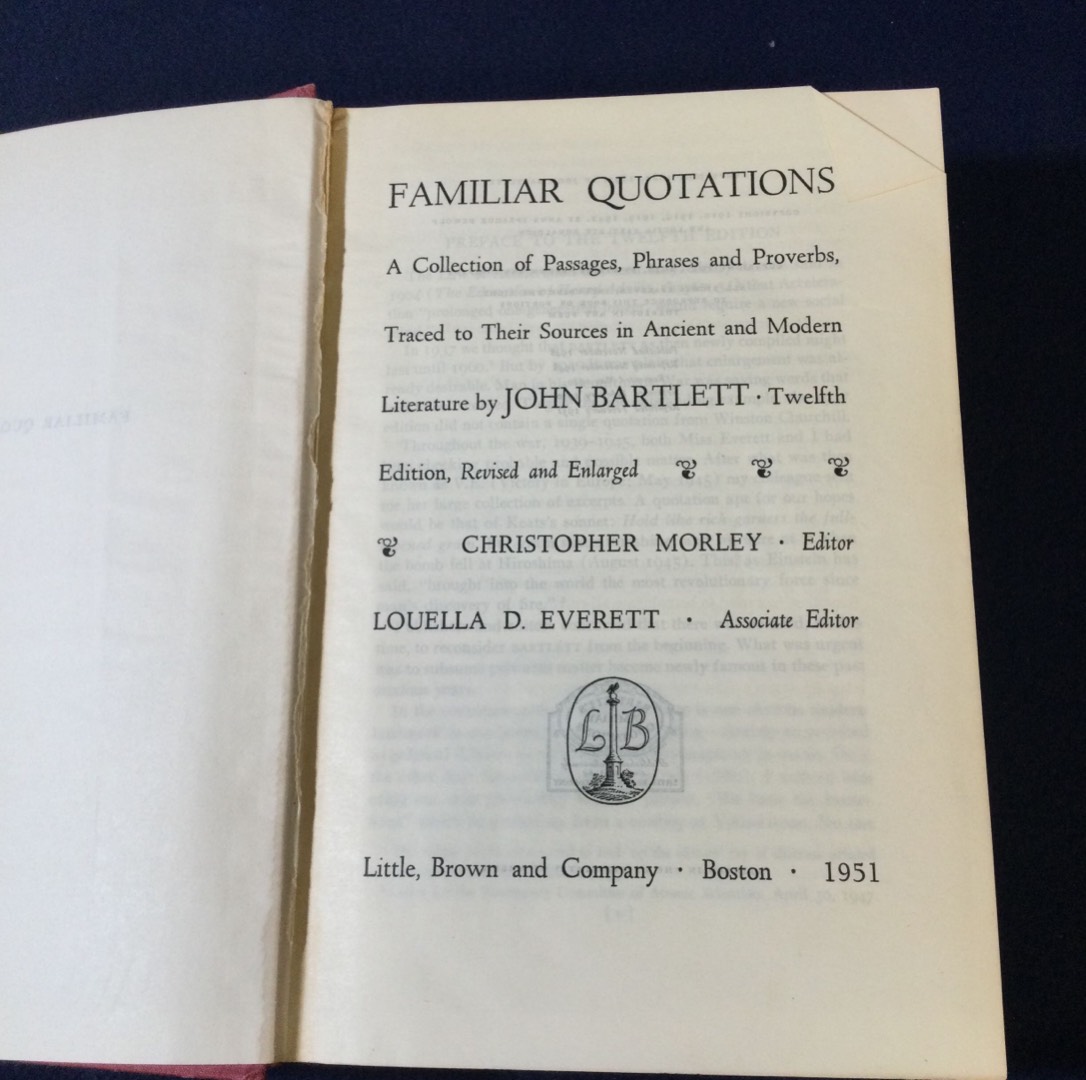 FAMILIAR QUOTATIONS
A Collection of Passages, Phrases and Proverbs,
Traced to Their Sources in Ancient and Modern
Literature by JOHN BARTLETT · Twelfth
Edition, Revised and Enlarged
CHRISTOPHER MORLEY · Editor
LOUELLA D. EVERETT · Associate Editor
L B
Little, Brown and Company · Boston · 1951